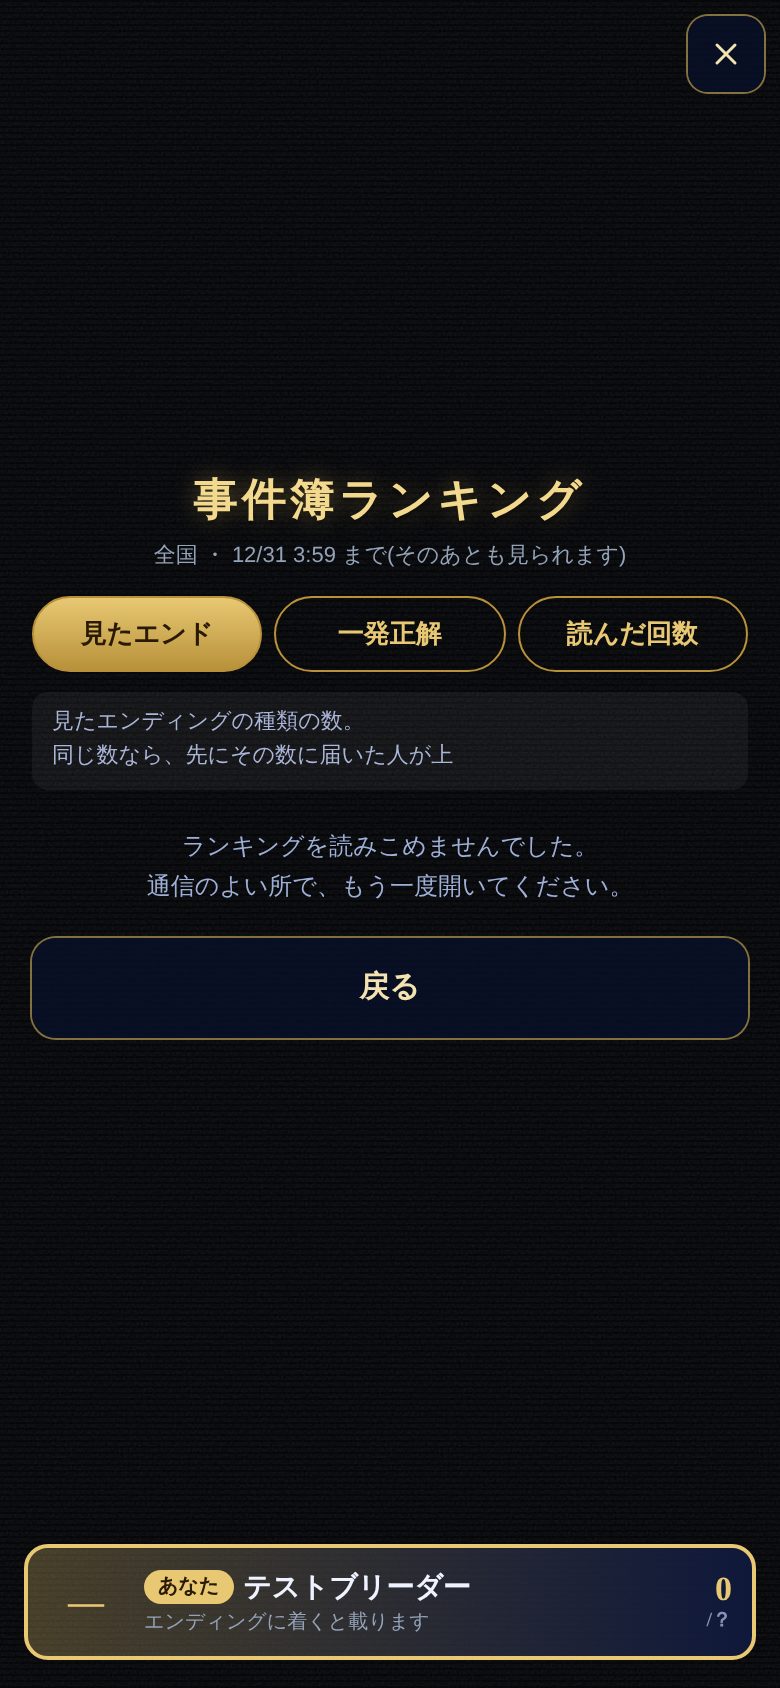 事件簿ランキング
全国 ・ 12/31 3:59 まで(そのあとも見られます)
見たエンド
一発正解
読んだ回数
見たエンディングの種類の数。
同じ数なら、先にその数に届いた人が上
ランキングを読みこめませんでした。
通信のよい所で、もう一度開いてください。
戻る
— あなた テストブリーダー 0
エンディングに着くと載ります /？